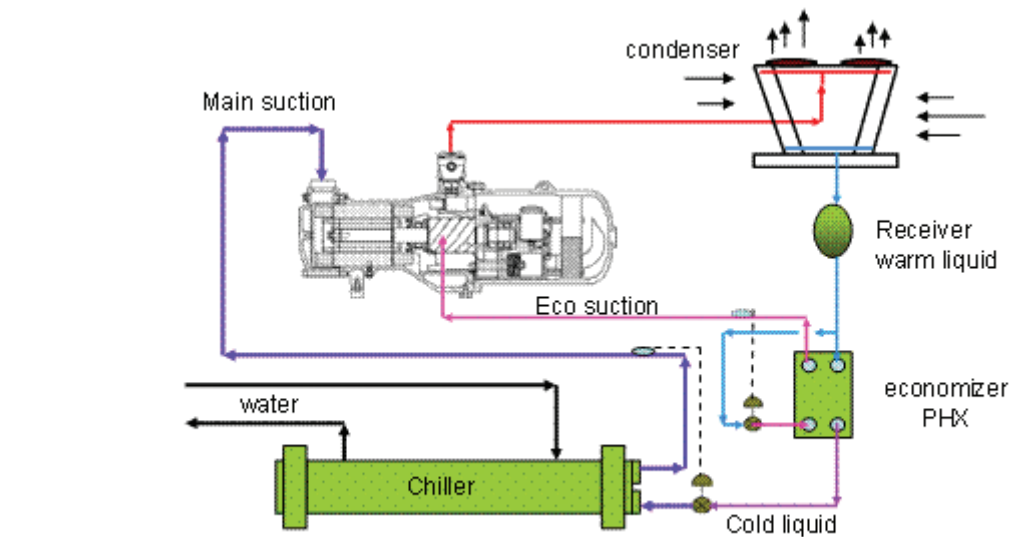 condenser
Main suction
Receiver
warm liquid
Eco suction
economizer
PHX
water
Chiller
Cold liquid